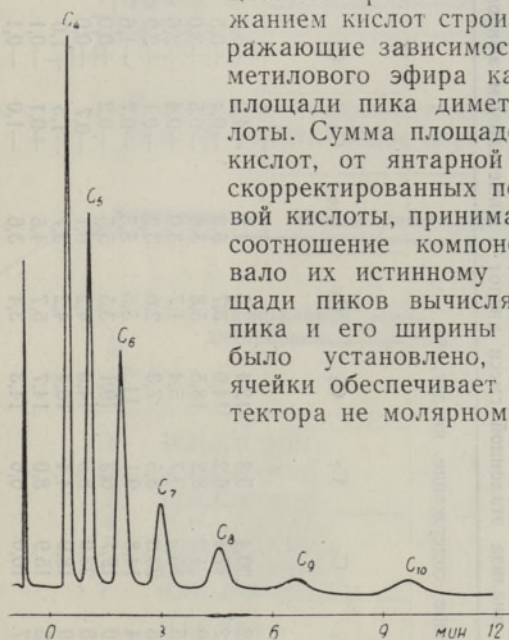 жанием кислот строи
ражающие зависимос
метилового эфира ка
площади пика димет
лоты. Сумма площаде
кислот, от янтарной
скорректированных по
вой кислоты, принима
соотношение компоне
вало их истинному
щади пиков вычисля
пика и его ширины
было установлено,
ячейки обеспечивает
тектора не молярном
C₄
C₅
C₆
C₇
C₈
C₉
C₁₀
0 3 6 9 мин 12